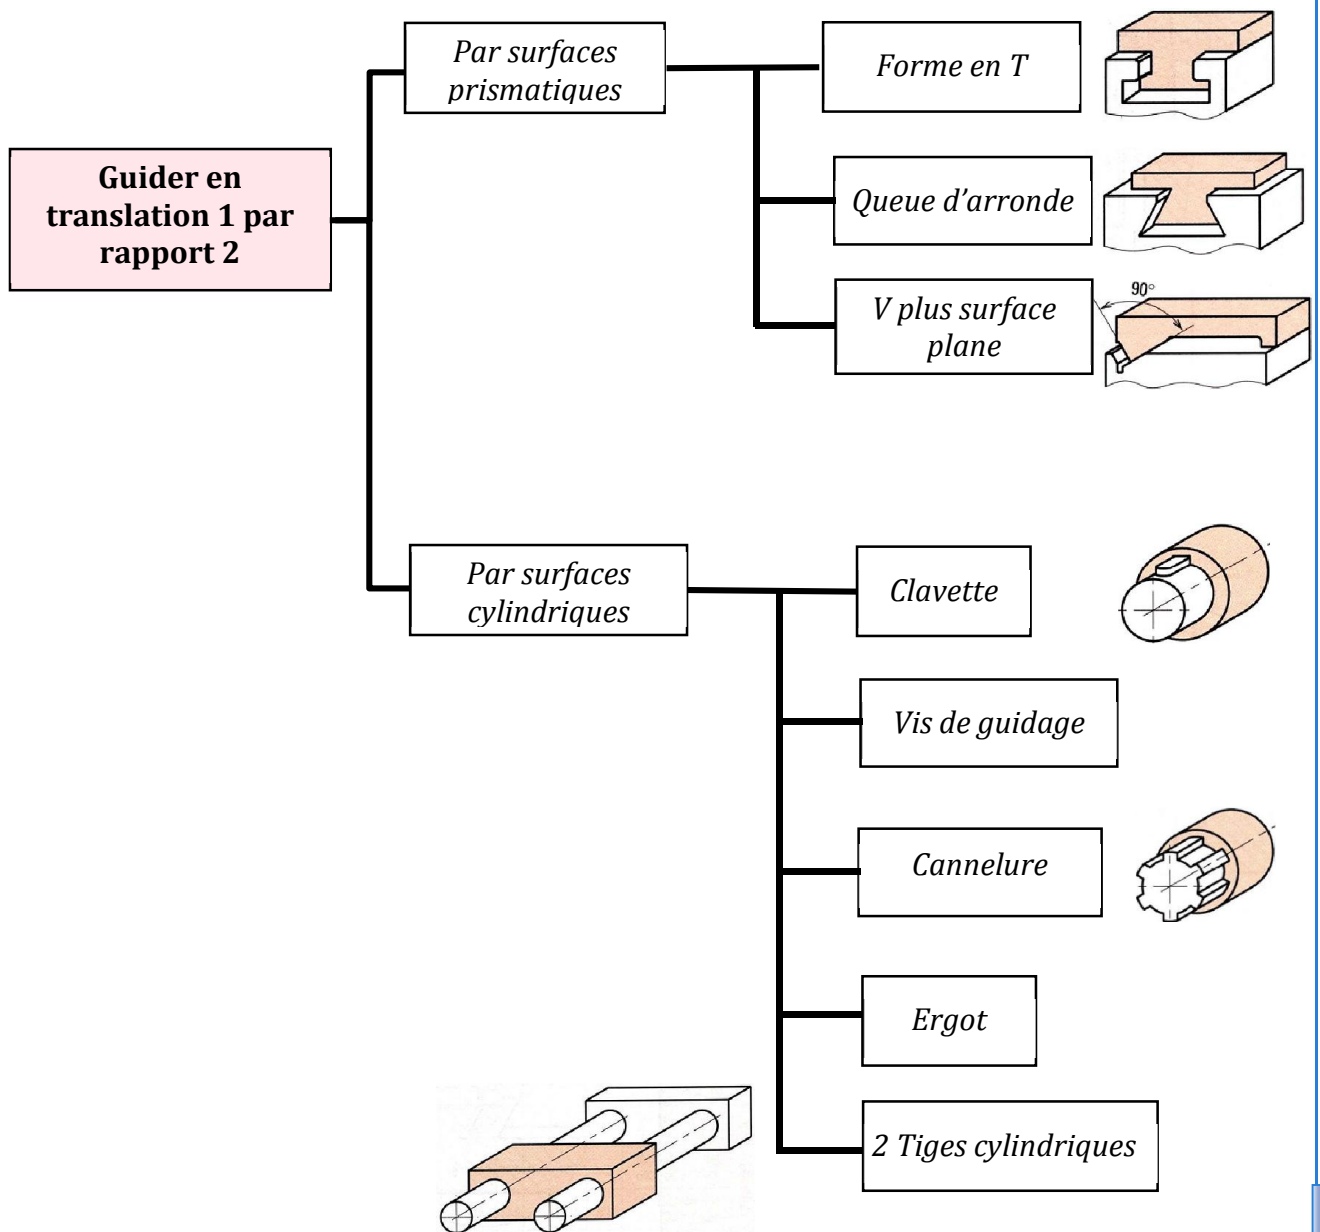 Guider en
translation 1 par
rapport 2
Par surfaces
prismatiques
Forme en T
Queue d'arronde
V plus surface
plane
90°
Par surfaces
cylindriques
Clavette
Vis de guidage
Cannelure
Ergot
2 Tiges cylindriques